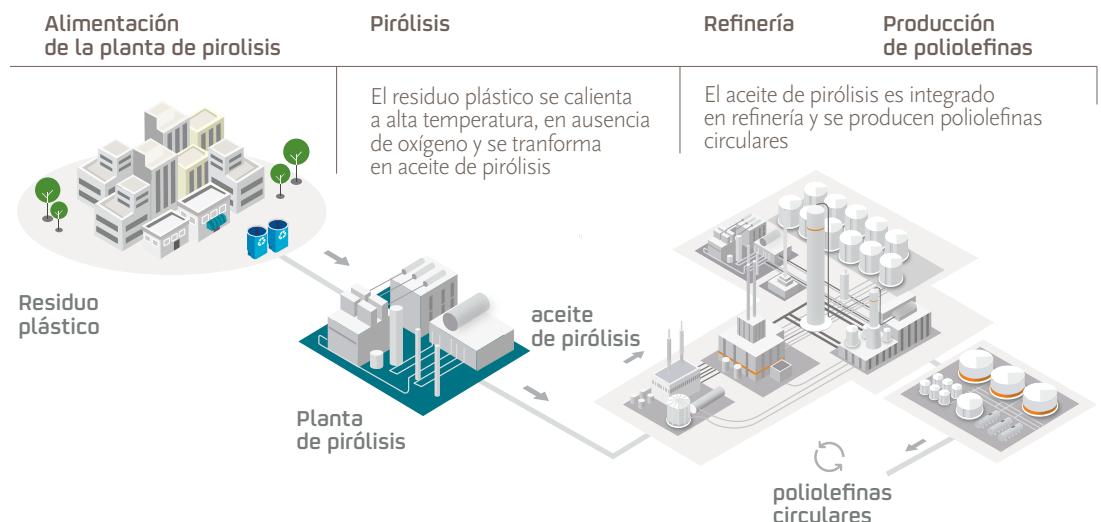 Alimentación
de la planta de pirolisis
Pirólisis
Refinería
Producción
de poliolefinas
El residuo plástico se calienta
a alta temperatura, en ausencia
de oxígeno y se tranforma
en aceite de pirólisis
El aceite de pirólisis es integrado
en refinería y se producen poliolefinas
circulares
Residuo
plástico
Planta
de pirólisis
aceite
de pirólisis
poliolefinas
circulares